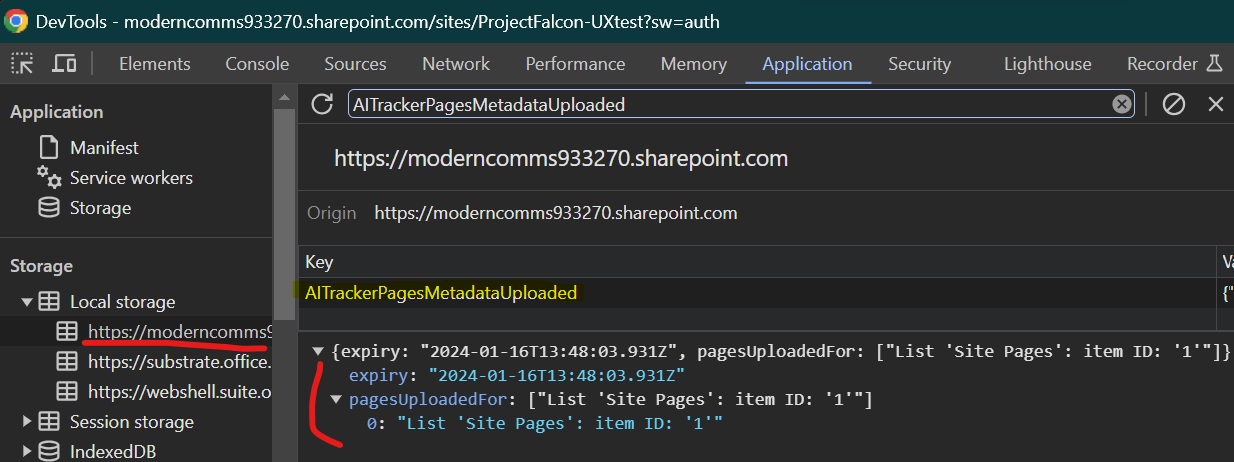 DevTools - moderncomms933270.sharepoint.com/sites/ProjectFalcon-UXtest?sw=auth
Elements Console Sources Network Performance Memory Application Security Lighthouse Recorder
Application
Manifest
Service workers
Storage
Storage
Local storage
https://moderncomms9
https://substrate.office.
https://webshell.suite.o
Session storage
IndexedDB
AITrackerPagesMetadataUploaded
https://moderncomms933270.sharepoint.com
Origin https://moderncomms933270.sharepoint.com
Key Va
AITrackerPagesMetadataUploaded {"
{expiry: "2024-01-16T13:48:03.931Z", pagesUploadedFor: ["List 'Site Pages': item ID: '1'"]}
expiry: "2024-01-16T13:48:03.931Z"
pagesUploadedFor: ["List 'Site Pages': item ID: '1'"]
0: "List 'Site Pages': item ID: '1'"